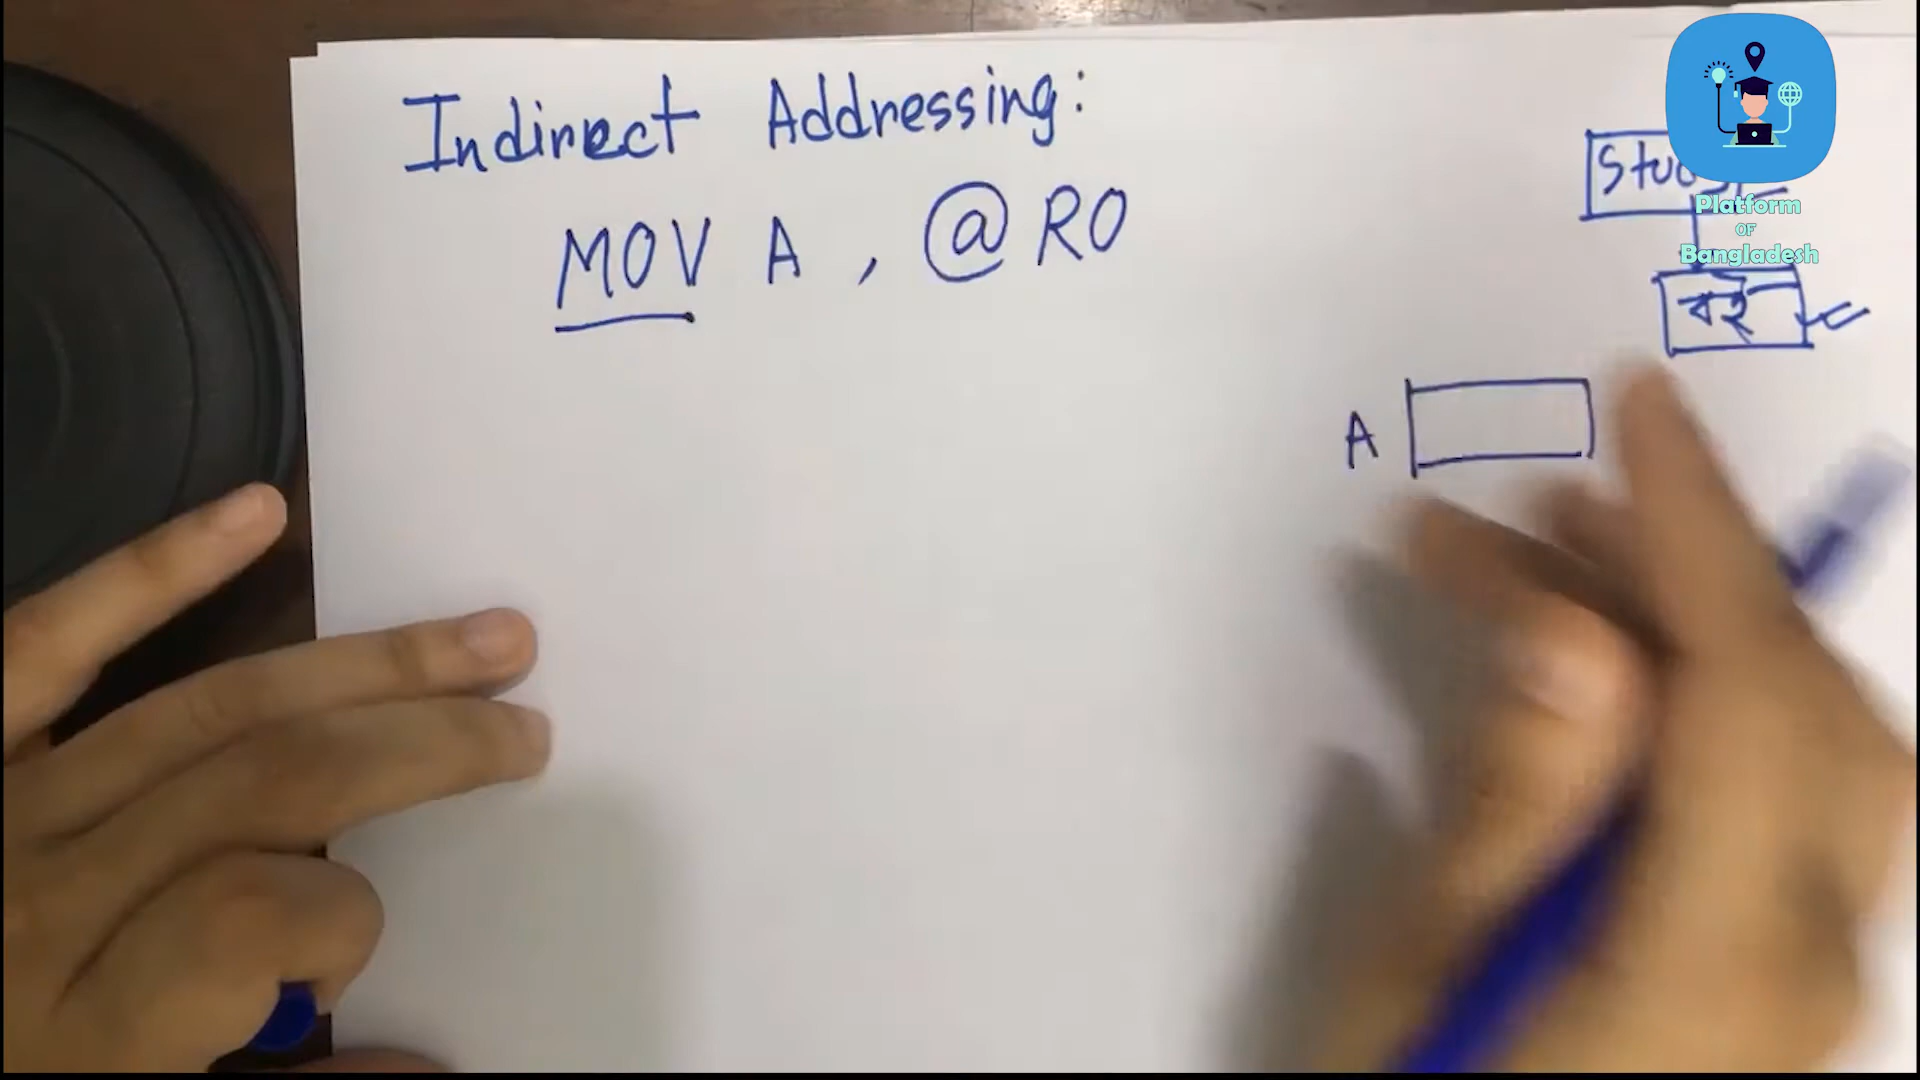 Indirect Addressing:
MOV A , @ R0
Platform
OF
Bangladesh
বই
A